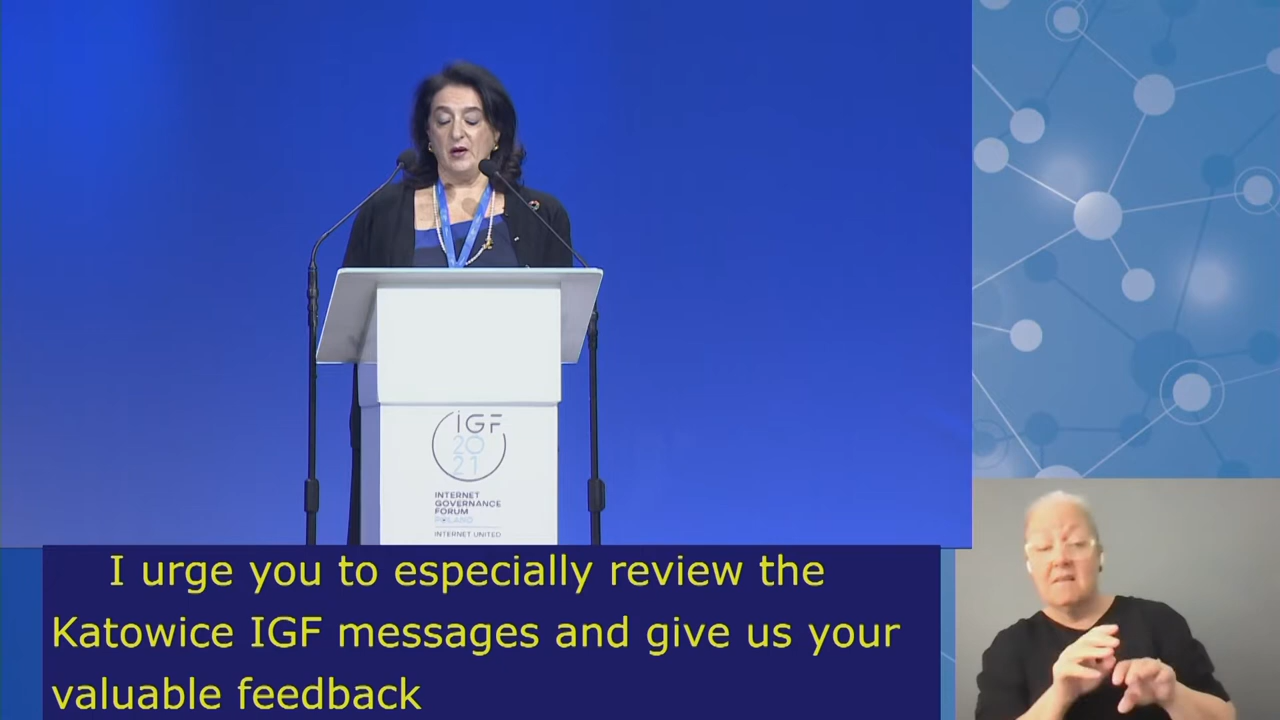 IGF
20
21
INTERNET
GOVERNANCE
FORUM
POLAND
INTERNET UNITED
I urge you to especially review the
Katowice IGF messages and give us your
valuable feedback